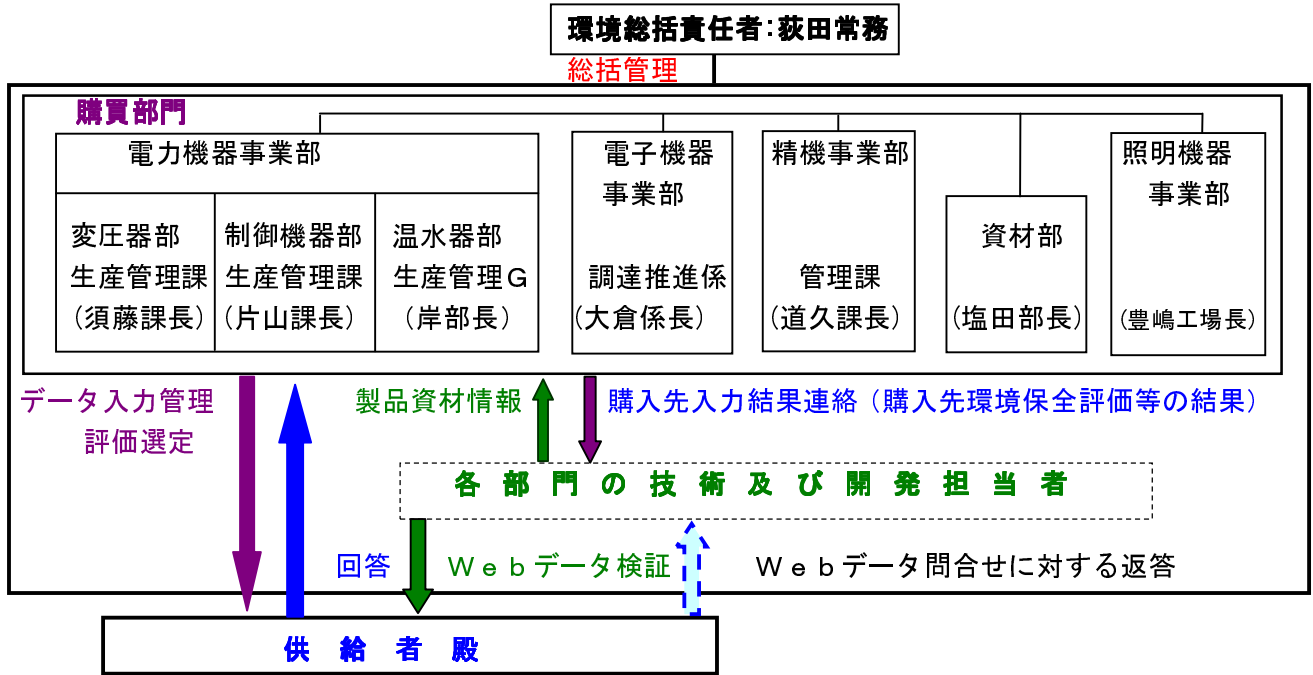 環境総括責任者：荻田常務
総括管理
購買部門
電力機器事業部
変圧器部
生産管理課
（須藤課長）
制御機器部
生産管理課
（片山課長）
温水器部
生産管理Ｇ
（岸部長）
電子機器
事業部
調達推進係
（大倉係長）
精機事業部
管理課
（道久課長）
資材部
（塩田部長）
照明機器
事業部
（豊嶋工場長）
データ入力管理
評価選定
製品資材情報
購入先入力結果連絡（購入先環境保全評価等の結果）
各部門の技術及び開発担当者
回答
Ｗｅｂデータ検証
Ｗｅｂデータ問合せに対する返答
供給者殿